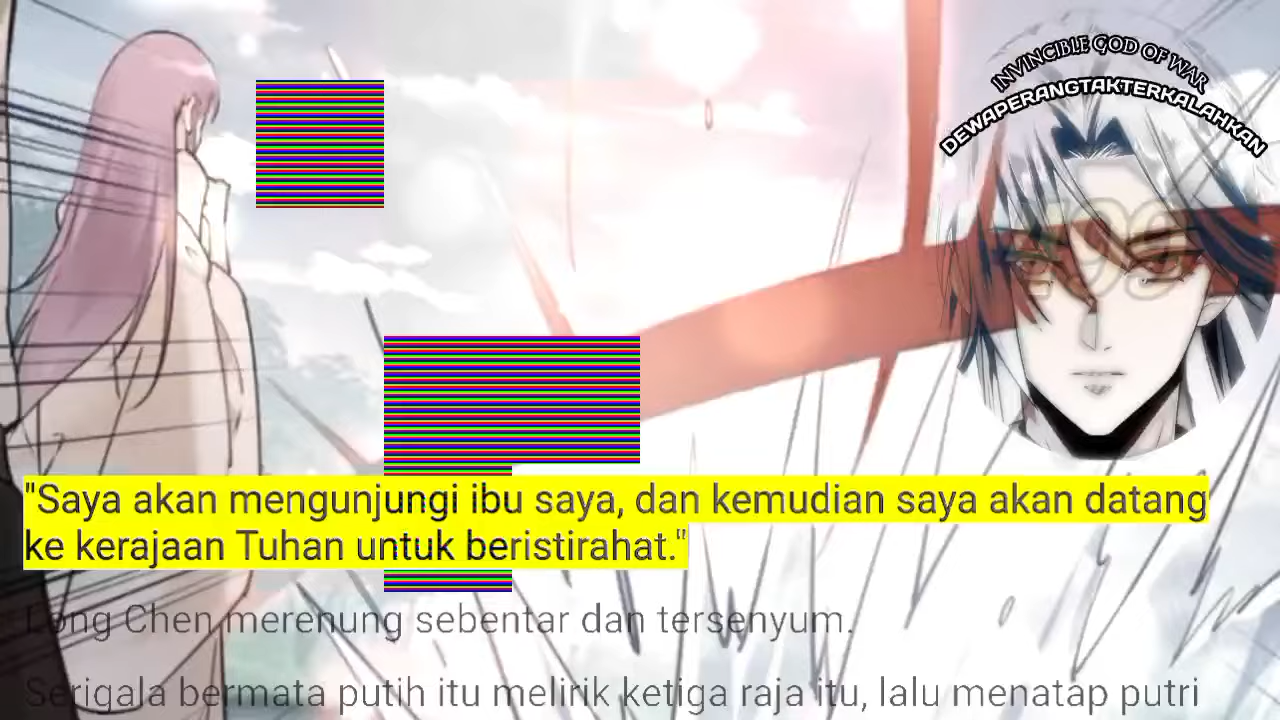 INVINCIBLE GOD OF WAR
DEWAPERANGTAKTERKALAHKAN
199
"Saya akan mengunjungi ibu saya, dan kemudian saya akan datang
ke kerajaan Tuhan untuk beristirahat."
Long Chen merenung sebentar dan tersenyum.
Serigala bermata putih itu melirik ketiga raja itu, lalu menatap putri